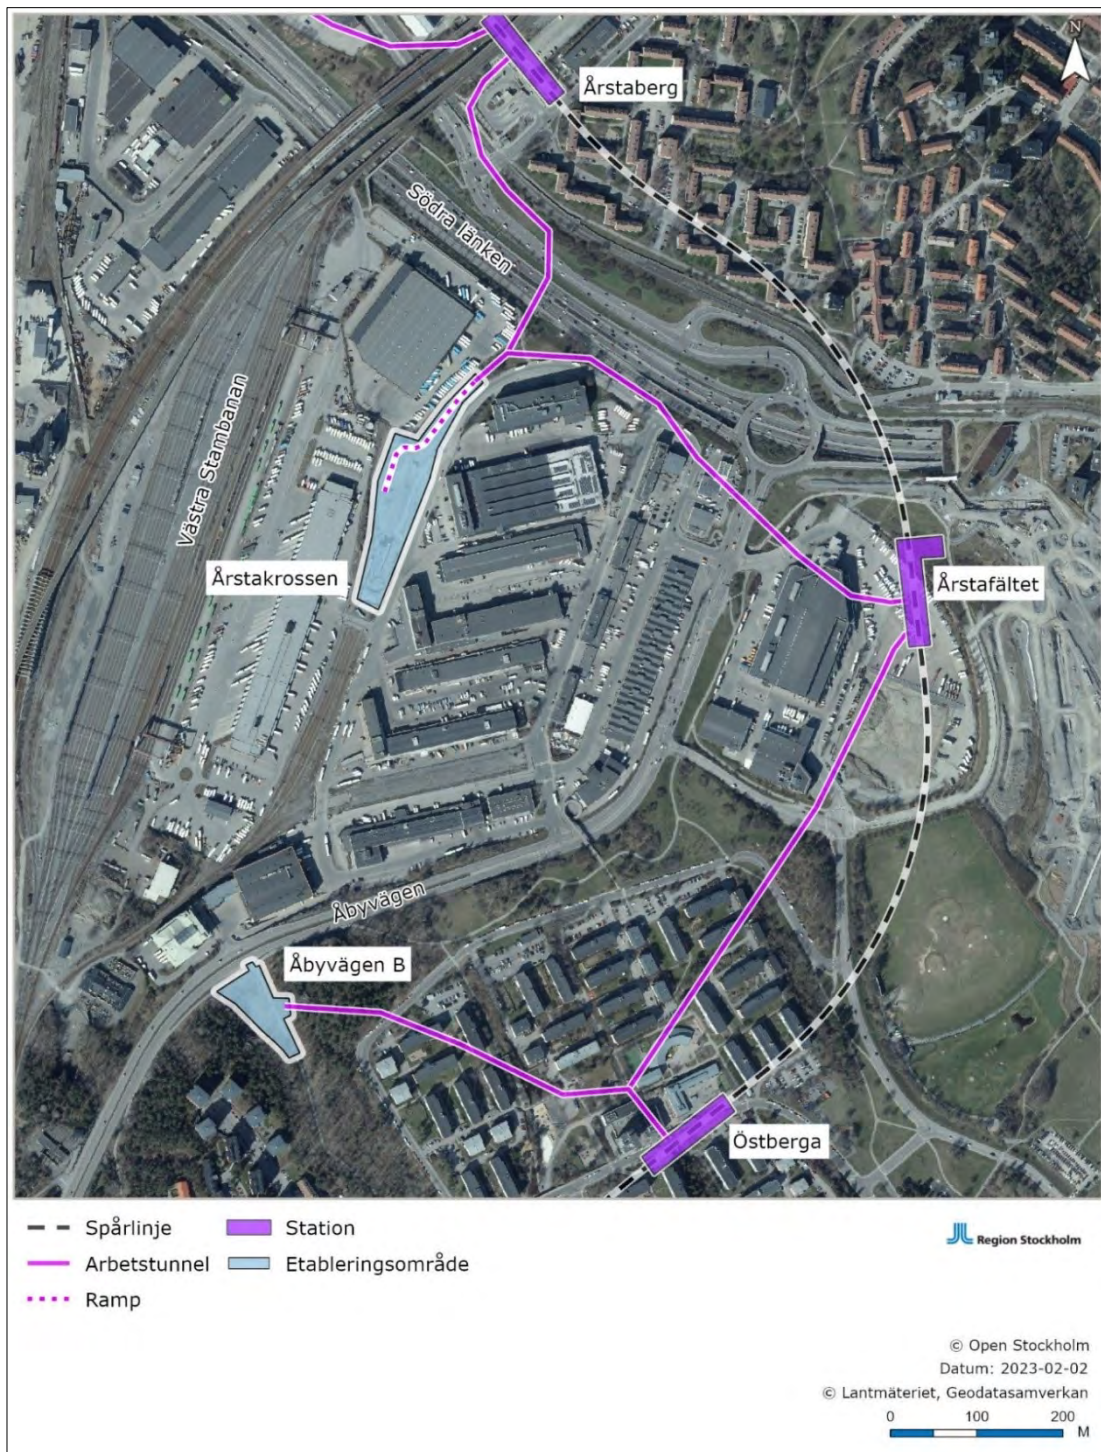 N
Årstaberg
Södra länken
Västra Stambanan
Årstakrossen
Årstafältet
Åbyvägen
Åbyvägen B
Östberga
Spårlinje
Station
Arbetstunnel
Etableringsområde
Ramp
Region Stockholm
© Open Stockholm
Datum: 2023-02-02
© Lantmäteriet, Geodatasamverkan
0 100 200
M